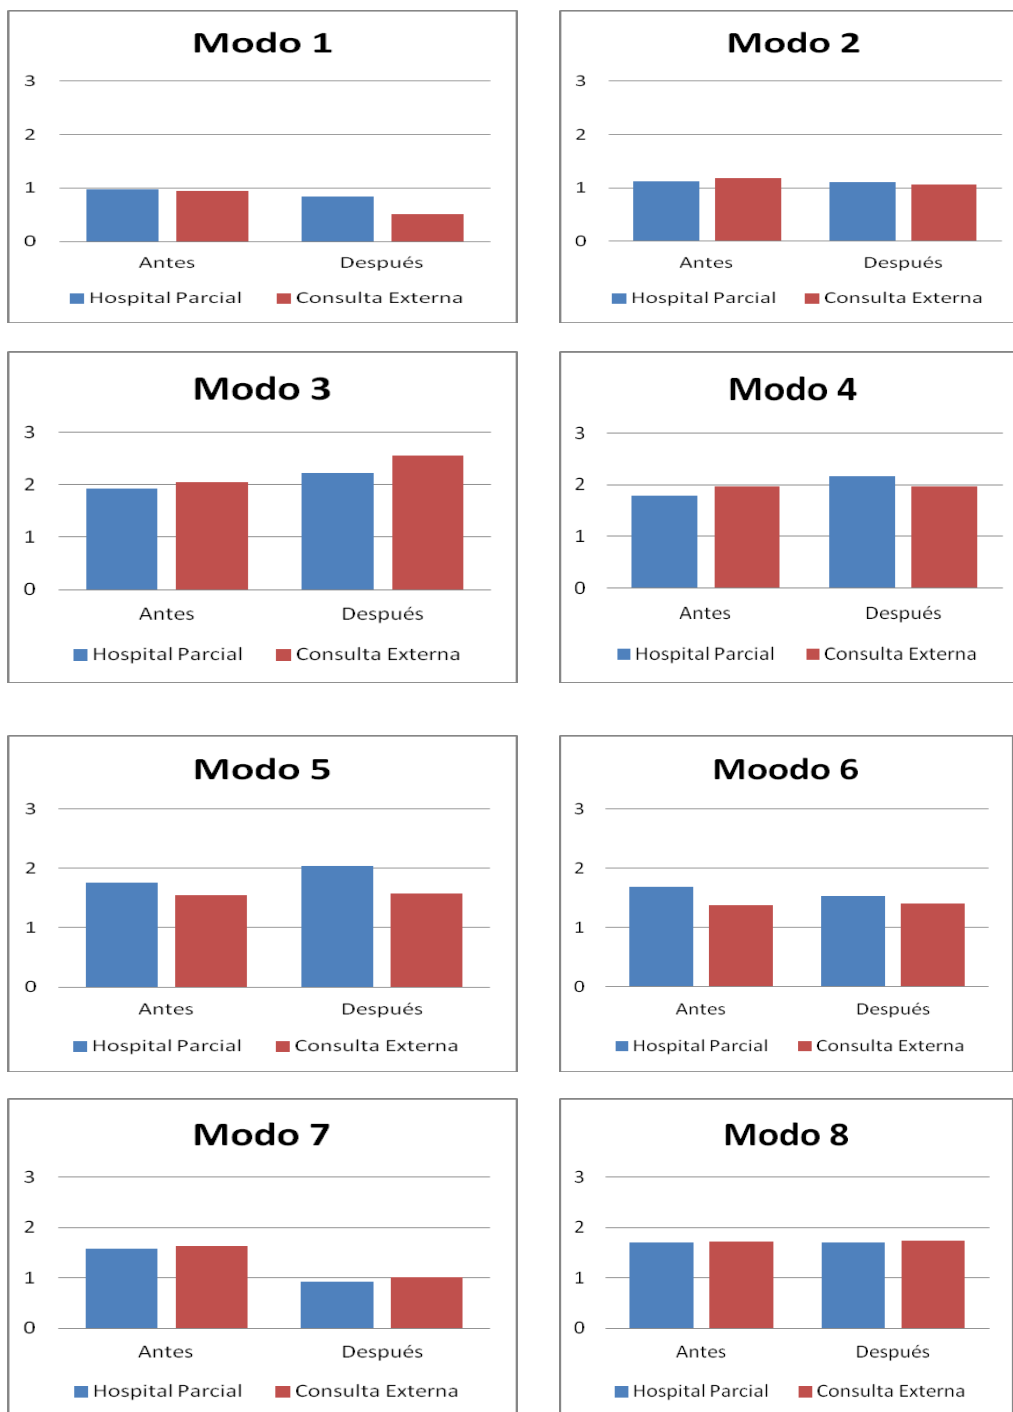 Modo 1
3
2
1
0
Antes Después
Hospital Parcial Consulta Externa
Modo 2
3
2
1
0
Antes Después
Hospital Parcial Consulta Externa
Modo 3
3
2
1
0
Antes Después
Hospital Parcial Consulta Externa
Modo 4
3
2
1
0
Antes Después
Hospital Parcial Consulta Externa
Modo 5
3
2
1
0
Antes Después
Hospital Parcial Consulta Externa
Moodo 6
3
2
1
0
Antes Después
Hospital Parcial Consulta Externa
Modo 7
3
2
1
0
Antes Después
Hospital Parcial Consulta Externa
Modo 8
3
2
1
0
Antes Después
Hospital Parcial Consulta Externa